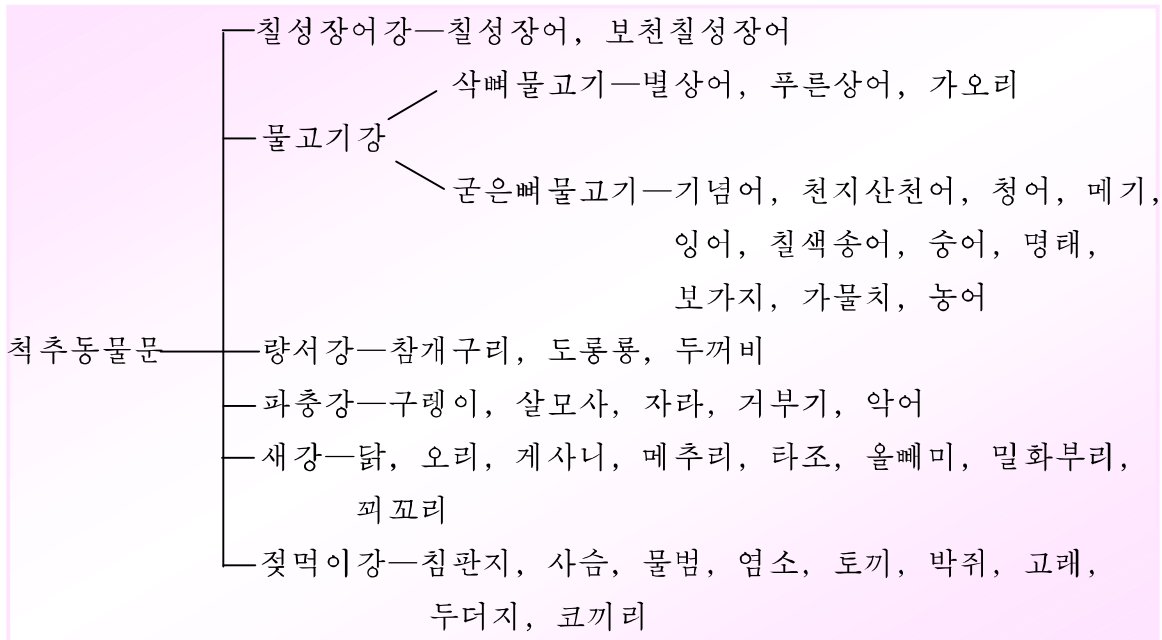 칠성장어강—칠성장어, 보천칠성장어
삭뼈물고기—별상어, 푸른상어, 가오리
물고기강
굳은뼈물고기—기념어, 천지산천어, 청어, 메기,
잉어, 칠색송어, 숭어, 명태,
보가지, 가물치, 농어
척추동물문
량서강—참개구리, 도롱룡, 두꺼비
파충강—구렝이, 살모사, 자라, 거부기, 악어
새강—닭, 오리, 게사니, 메추리, 타조, 올빼미, 밀화부리,
꾀꼬리
젖먹이강—침판지, 사슴, 물범, 염소, 토끼, 박쥐, 고래,
두더지, 코끼리